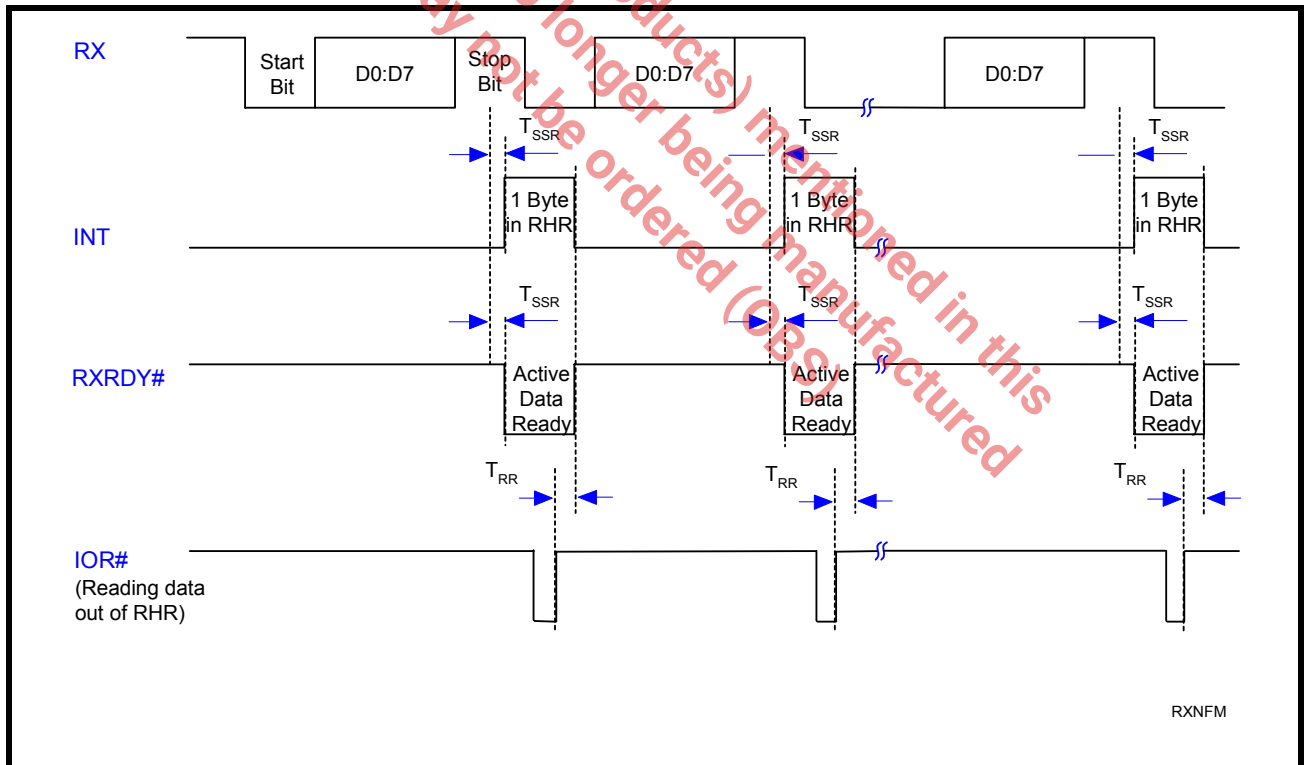 RX
Start
Bit
D0:D7
Stop
Bit
D0:D7
D0:D7
TSSR
TSSR
TSSR
INT
1 Byte
in RHR
1 Byte
in RHR
1 Byte
in RHR
TSSR
TSSR
TSSR
RXRDY#
Active
Data
Ready
Active
Data
Ready
Active
Data
Ready
TRR
TRR
TRR
IOR#
(Reading data
out of RHR)
RXNFM
oducts) mentioned in this
longer being manufactured
ay not be ordered (OBS)